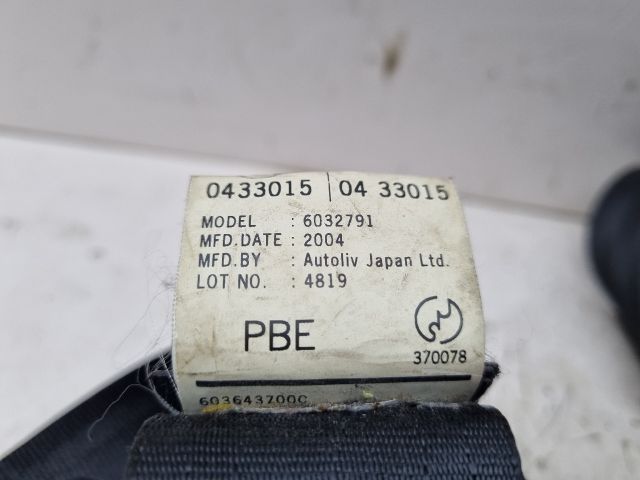 0433015 | 04 33015
MODEL : 6032791
MFD.DATE : 2004
MFD.BY : Autoliv Japan Ltd.
LOT NO. : 4819
PBE
370078
603643700C